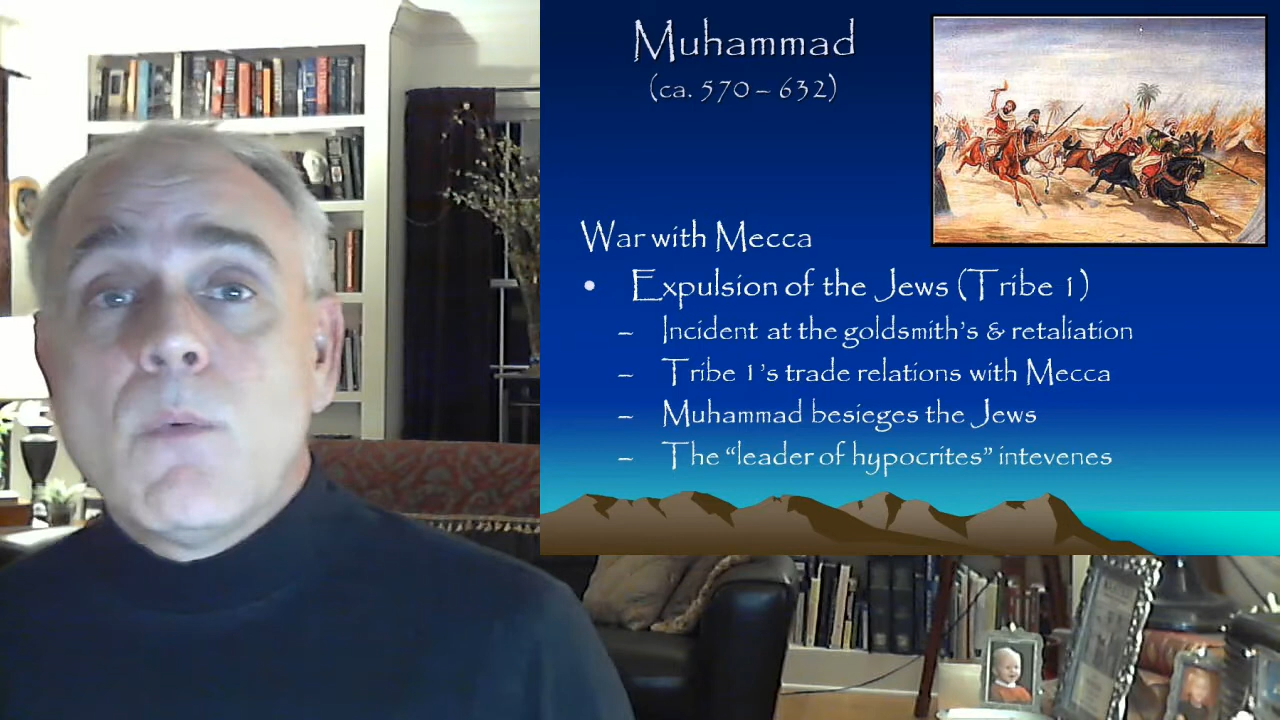 Muhammad
(ca. 570 – 632)
War with Mecca
• Expulsion of the Jews (Tribe 1)
– Incident at the goldsmith's & retaliation
– Tribe 1's trade relations with Mecca
– Muhammad besieges the Jews
– The “leader of hypocrites” intevenes